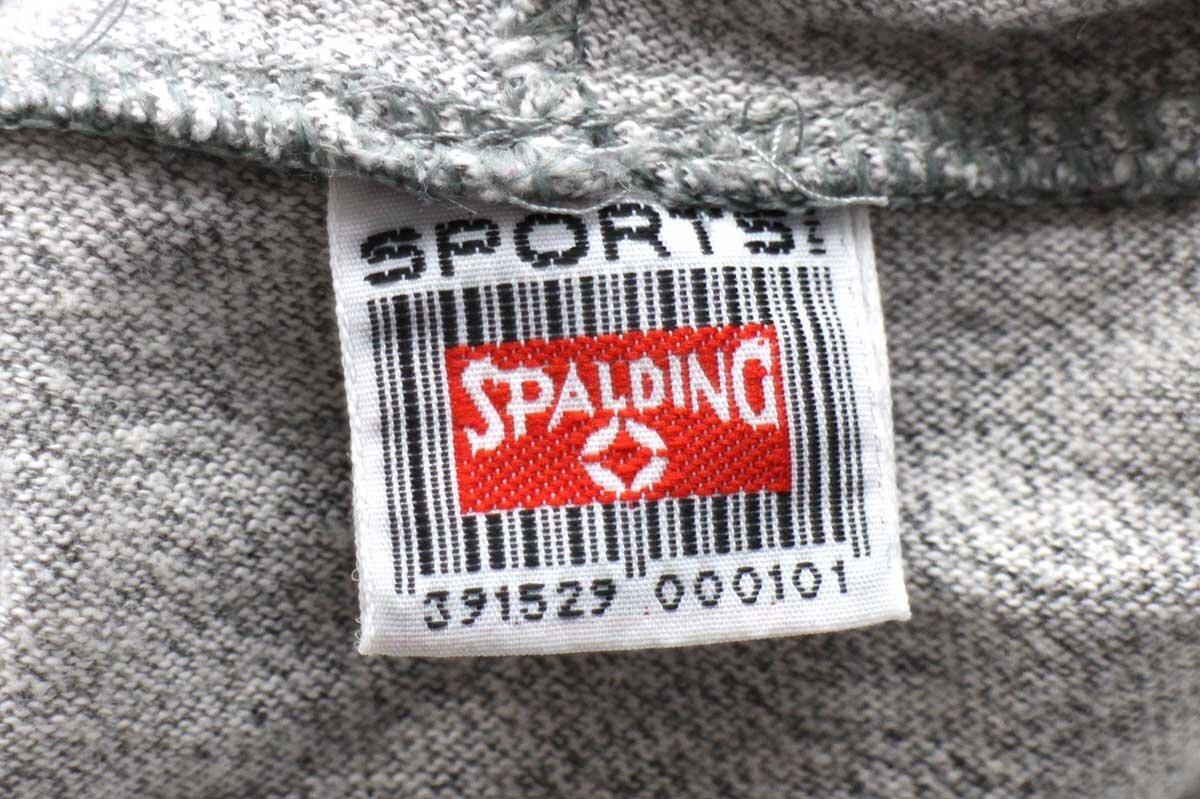 SPORTS
SPALDING
391529 000101